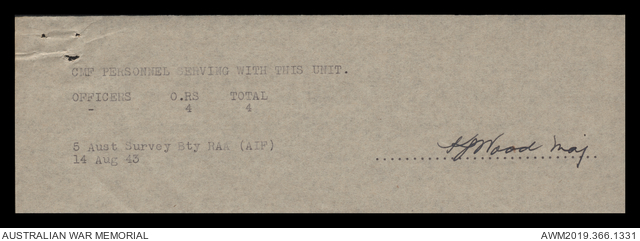 CMF PERSONNEL SERVING WITH THIS UNIT.
OFFICERS O.RS TOTAL
- 4 4
5 Aust Survey Bty RAA (AIF)
14 Aug 43
Wood Maj
AUSTRALIAN WAR MEMORIAL
AWM2019.366.1331